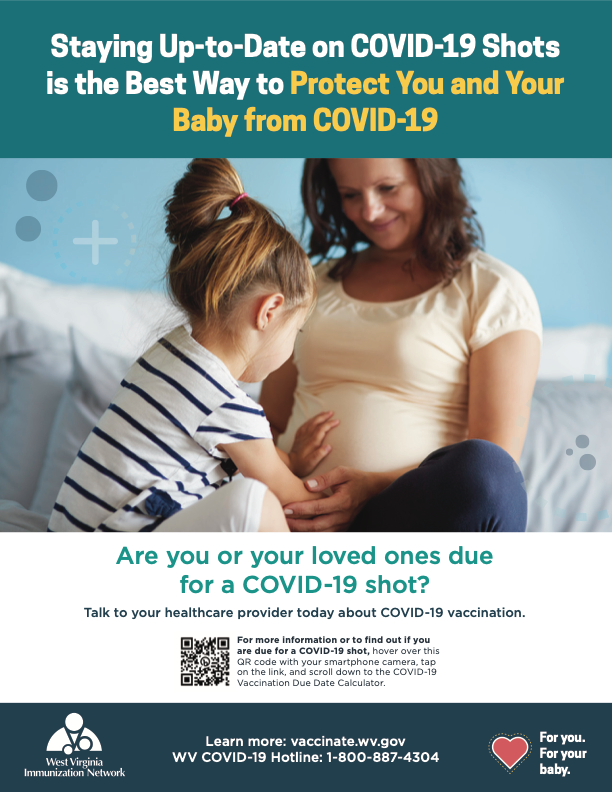 Staying Up-to-Date on COVID-19 Shots
is the Best Way to Protect You and Your
Baby from COVID-19
Are you or your loved ones due
for a COVID-19 shot?
Talk to your healthcare provider today about COVID-19 vaccination.
For more information or to find out if you
are due for a COVID-19 shot, hover over this
QR code with your smartphone camera, tap
on the link, and scroll down to the COVID-19
Vaccination Due Date Calculator.
West Virginia
Immunization Network
Learn more: vaccinate.wv.gov
WV COVID-19 Hotline: 1-800-887-4304
For you.
For your
baby.